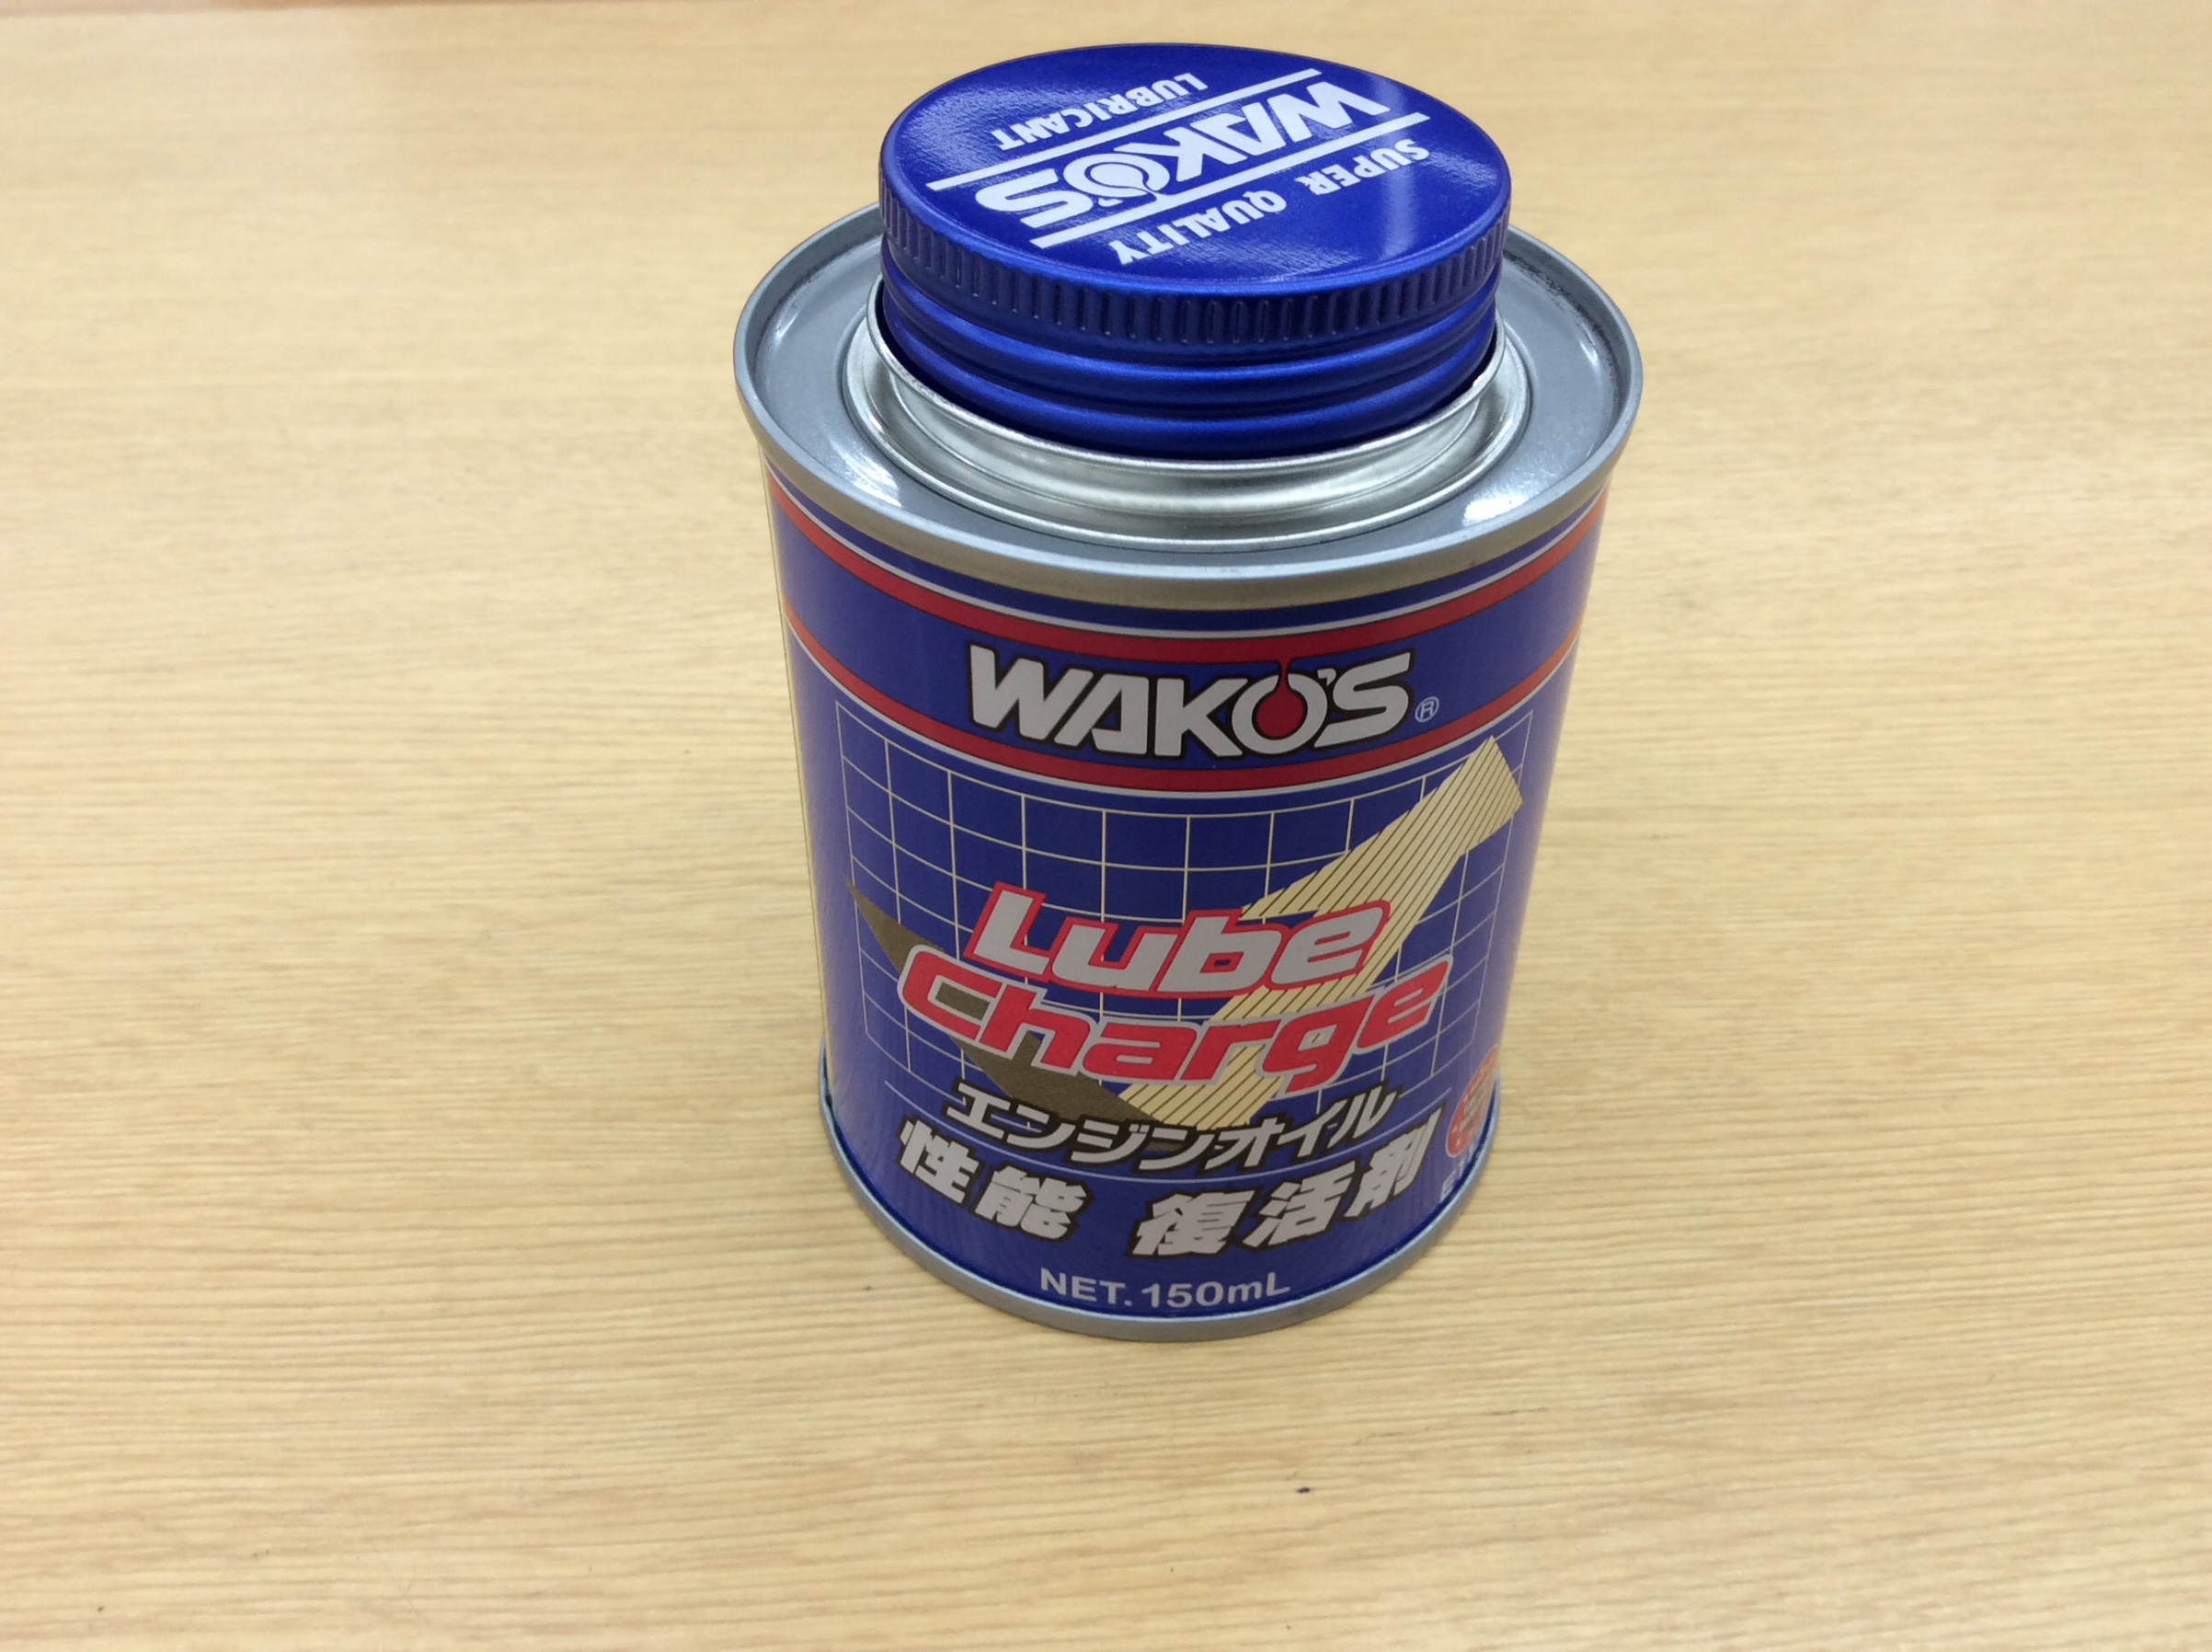 SUPER QUALITY
WAKO'S
LUBRICANT
WAKO'S®
Lube
Charge
エンジンオイル
性能 復活剤
NET.150mL